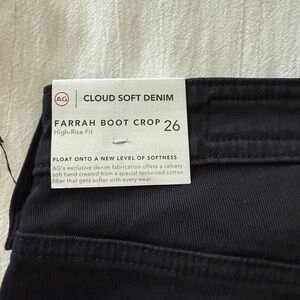 AG | CLOUD SOFT DENIM
FARRAH BOOT CROP 26
High-Rise Fit
FLOAT ONTO A NEW LEVEL OF SOFTNESS
AG's exclusive denim fabrication offers a velvety
soft hand created from a special texturized cotton
fiber that gets softer with every wear.